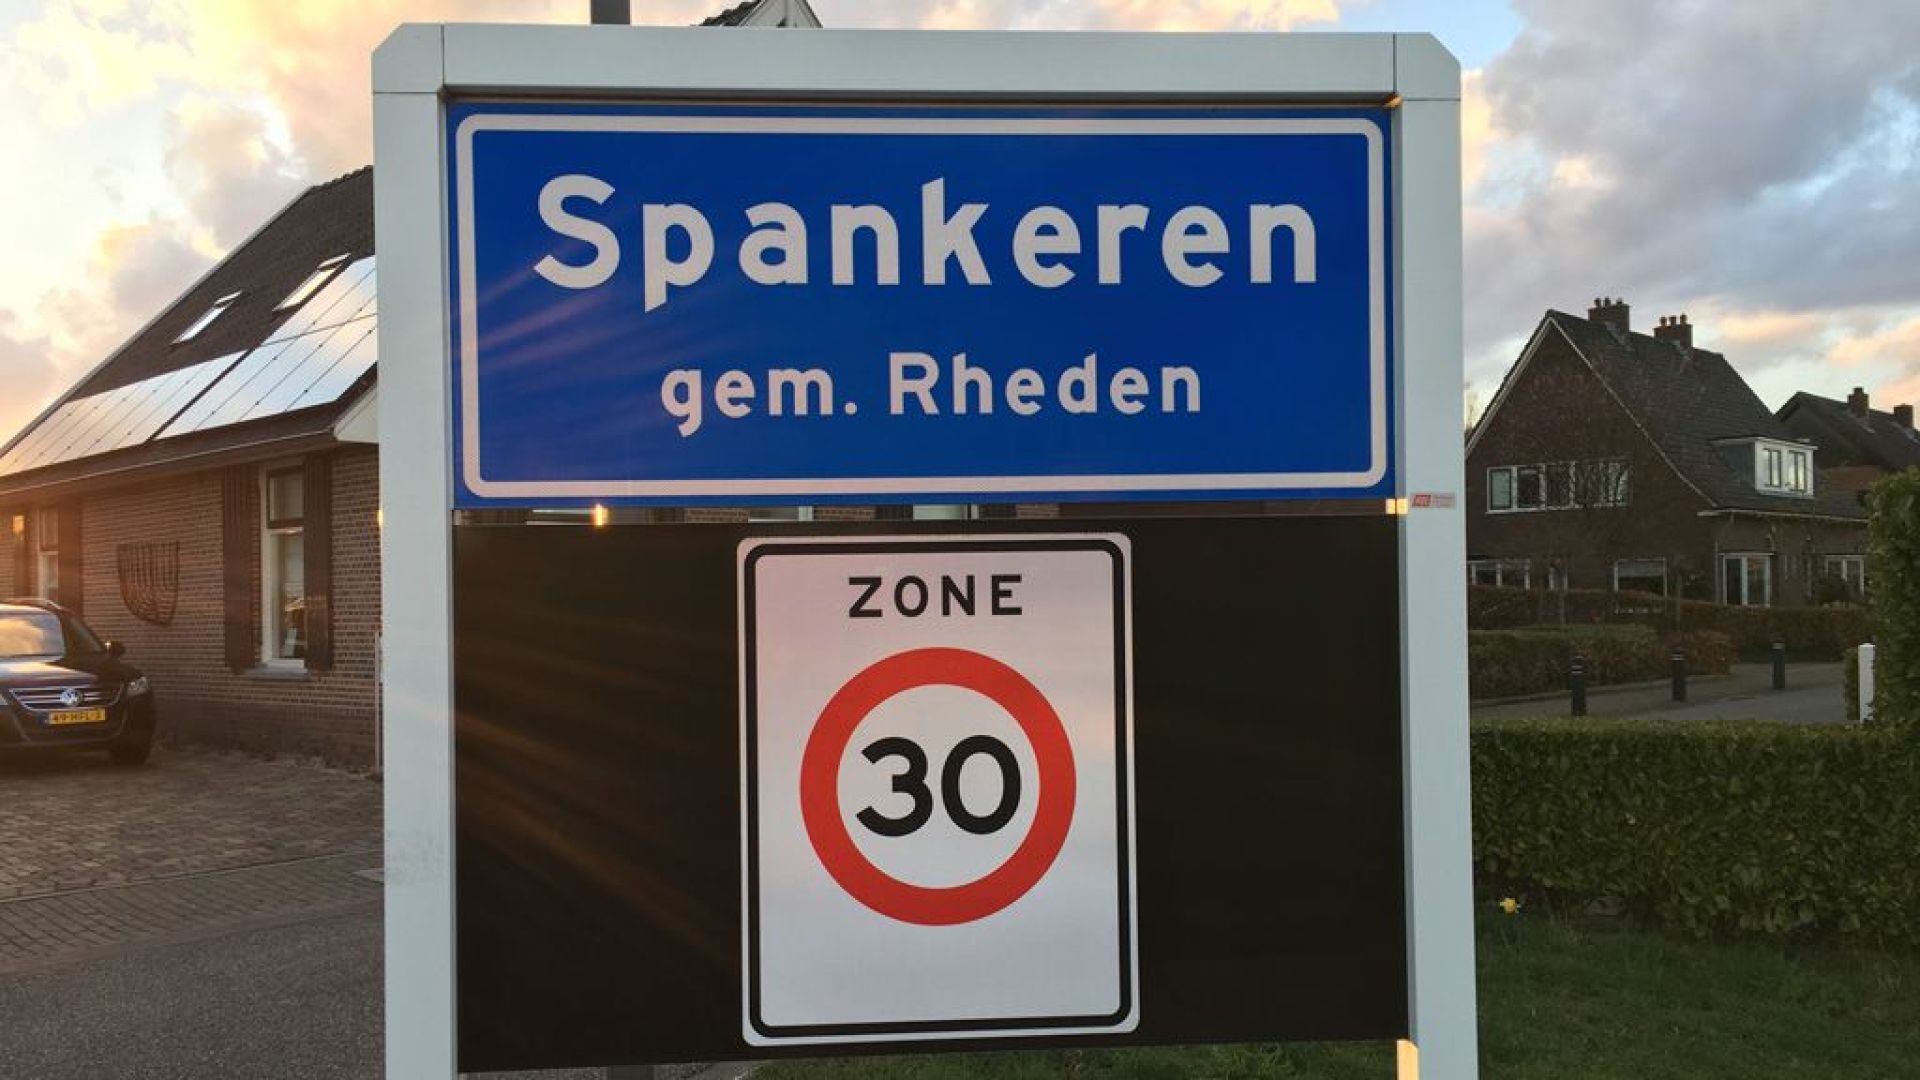 Spankeren
gem. Rheden
ZONE
30